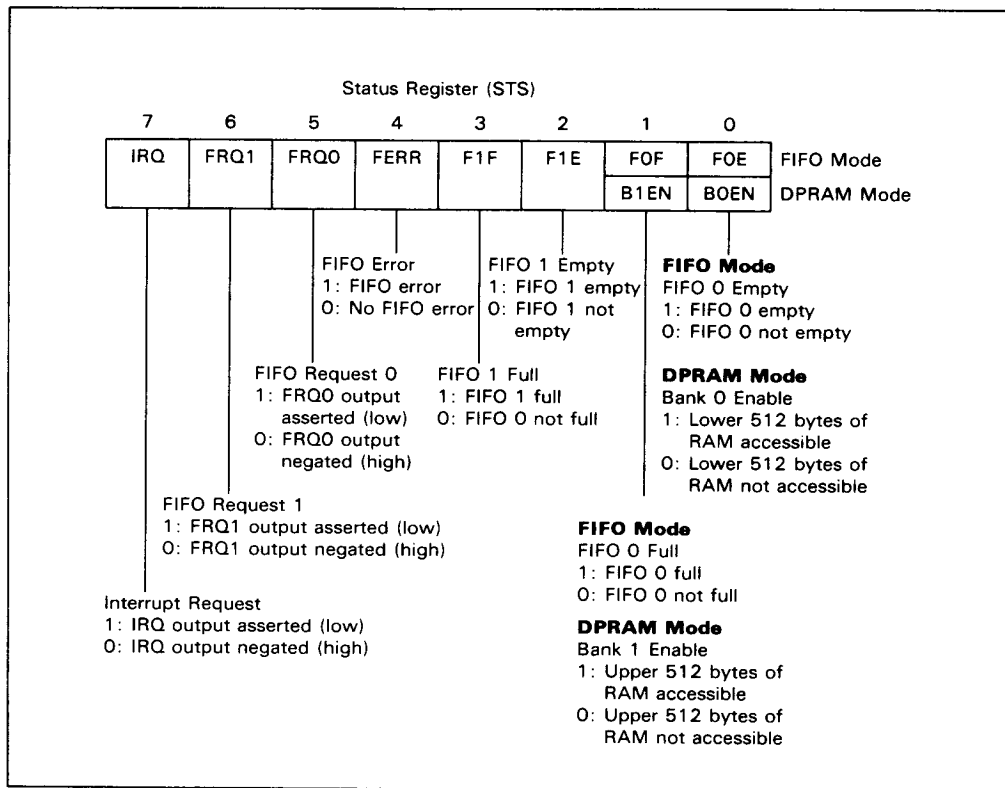 Status Register (STS)
7 6 5 4 3 2 1 0
IRQ FRQ1 FRQ0 FERR F1F F1E F0F F0E FIFO Mode
B1EN B0EN DPRAM Mode
FIFO Error
1: FIFO error
0: No FIFO error
FIFO 1 Empty
1: FIFO 1 empty
0: FIFO 1 not
empty
FIFO Mode
FIFO 0 Empty
1: FIFO 0 empty
0: FIFO 0 not empty
FIFO Request 0
1: FRQ0 output
asserted (low)
0: FRQ0 output
negated (high)
FIFO 1 Full
1: FIFO 1 full
0: FIFO 0 not full
DPRAM Mode
Bank 0 Enable
1: Lower 512 bytes of
RAM accessible
0: Lower 512 bytes of
RAM not accessible
FIFO Request 1
1: FRQ1 output asserted (low)
0: FRQ1 output negated (high)
FIFO Mode
FIFO 0 Full
1: FIFO 0 full
0: FIFO 0 not full
Interrupt Request
1: IRQ output asserted (low)
0: IRQ output negated (high)
DPRAM Mode
Bank 1 Enable
1: Upper 512 bytes of
RAM accessible
0: Upper 512 bytes of
RAM not accessible